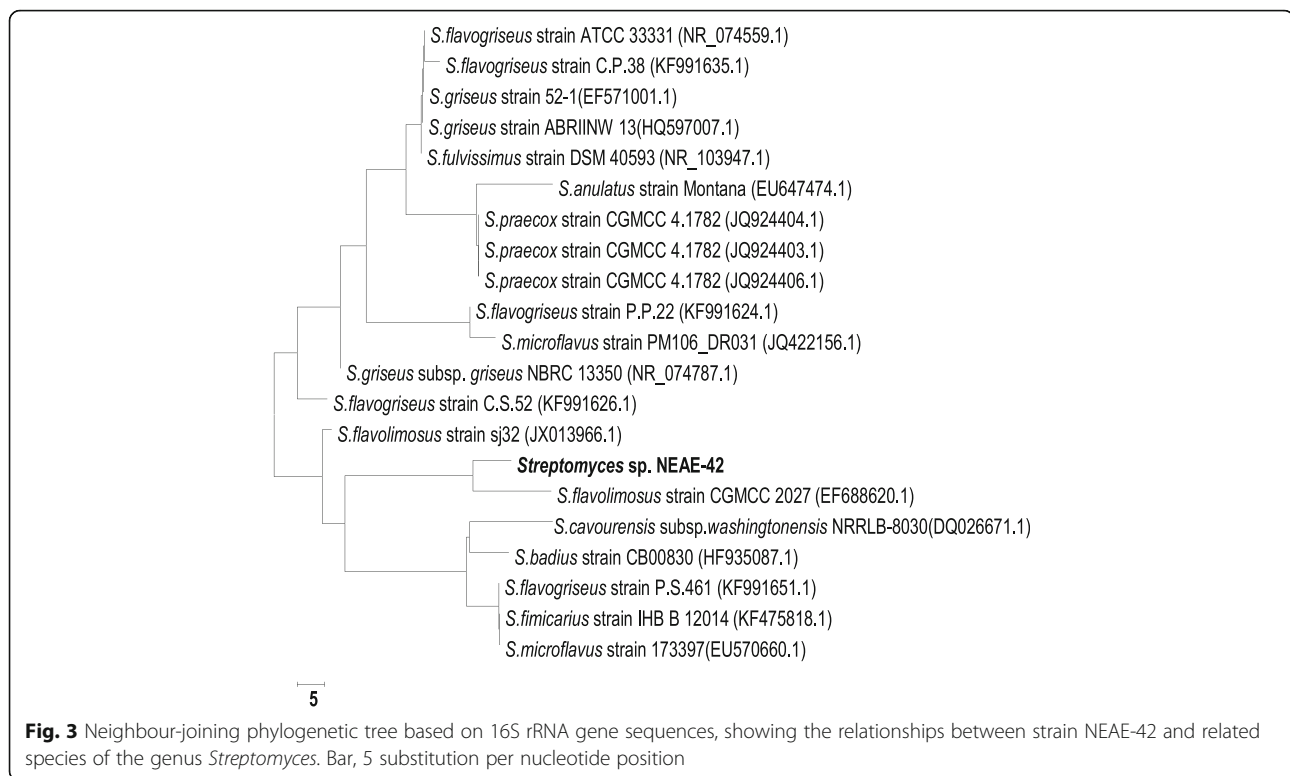 S.flavogriseus strain ATCC 33331 (NR_074559.1)
S.flavogriseus strain C.P.38 (KF991635.1)
S.griseus strain 52-1(EF571001.1)
S.griseus strain ABRIINW 13(HQ597007.1)
S.fulvissimus strain DSM 40593 (NR_103947.1)
S.anulatus strain Montana (EU647474.1)
S.praecox strain CGMCC 4.1782 (JQ924404.1)
S.praecox strain CGMCC 4.1782 (JQ924403.1)
S.praecox strain CGMCC 4.1782 (JQ924406.1)
S.flavogriseus strain P.P.22 (KF991624.1)
S.microflavus strain PM106_DR031 (JQ422156.1)
S.griseus subsp. griseus NBRC 13350 (NR_074787.1)
S.flavogriseus strain C.S.52 (KF991626.1)
S.flavolimosus strain sj32 (JX013966.1)
Streptomyces sp. NEAE-42
S.flavolimosus strain CGMCC 2027 (EF688620.1)
S.cavourensis subsp.washingtonensis NRRLB-8030(DQ026671.1)
S.badius strain CB00830 (HF935087.1)
S.flavogriseus strain P.S.461 (KF991651.1)
S.fimicarius strain IHB B 12014 (KF475818.1)
S.microflavus strain 173397(EU570660.1)
5
Fig. 3 Neighbour-joining phylogenetic tree based on 16S rRNA gene sequences, showing the relationships between strain NEAE-42 and related
species of the genus Streptomyces. Bar, 5 substitution per nucleotide position